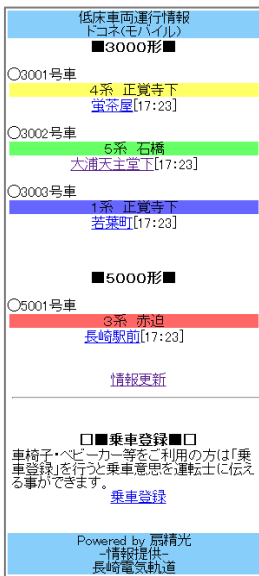 低床車両運行情報
ドコネ(モバイル)
■3000形■
○3001号車
4系 正覚寺下
蛍茶屋[17:23]
○3002号車
5系 石橋
大浦天主堂下[17:23]
○3003号車
1系 正覚寺下
若葉町[17:23]
■5000形■
○5001号車
3系 赤迫
長崎駅前[17:23]
情報更新
□■乗車登録■□
車椅子・ベビーカー等をご利用の方は「乗
車登録」を行うと乗車意思を運転士に伝え
る事ができます。
乗車登録
Powered by 扇精光
-情報提供-
長崎電気軌道